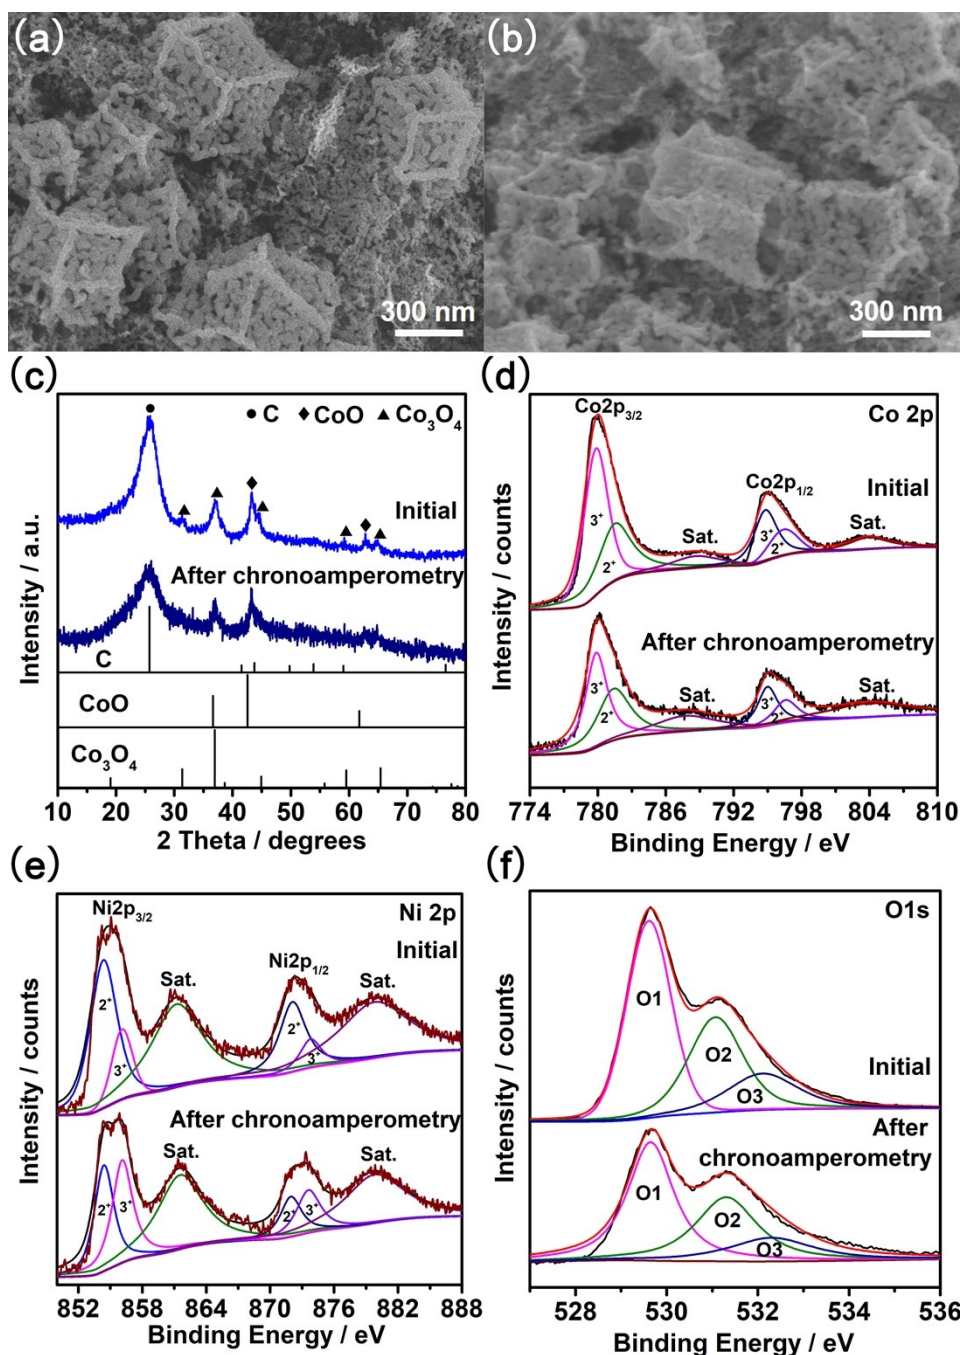 (a)
300 nm
(b)
300 nm
(c)
● C ♦ CoO ▲ Co₃O₄
Initial
After chronoamperometry
C
CoO
Co₃O₄
Intensity / a.u.
10 20 30 40 50 60 70 80
2 Theta / degrees
(d)
Co2p₃/₂
Co 2p
Co2p₁/₂
Initial
3⁺
2⁺
Sat.
3⁺
2⁺
Sat.
After chronoamperometry
3⁺
2⁺
Sat.
3⁺
2⁺
Sat.
Intensity / counts
774 780 786 792 798 804 810
Binding Energy / eV
(e)
Ni2p₃/₂
Ni 2p
Initial
Sat.
Ni2p₁/₂
Sat.
2⁺
3⁺
2⁺
3⁺
After chronoamperometry
Sat.
Sat.
2⁺
3⁺
2⁺
3⁺
Intensity / counts
852 858 864 870 876 882 888
Binding Energy / eV
(f)
O1s
O1
O2
O3
Initial
After
chronoamperometry
O1
O2
O3
Intensity / counts
528 530 532 534 536
Binding Energy / eV